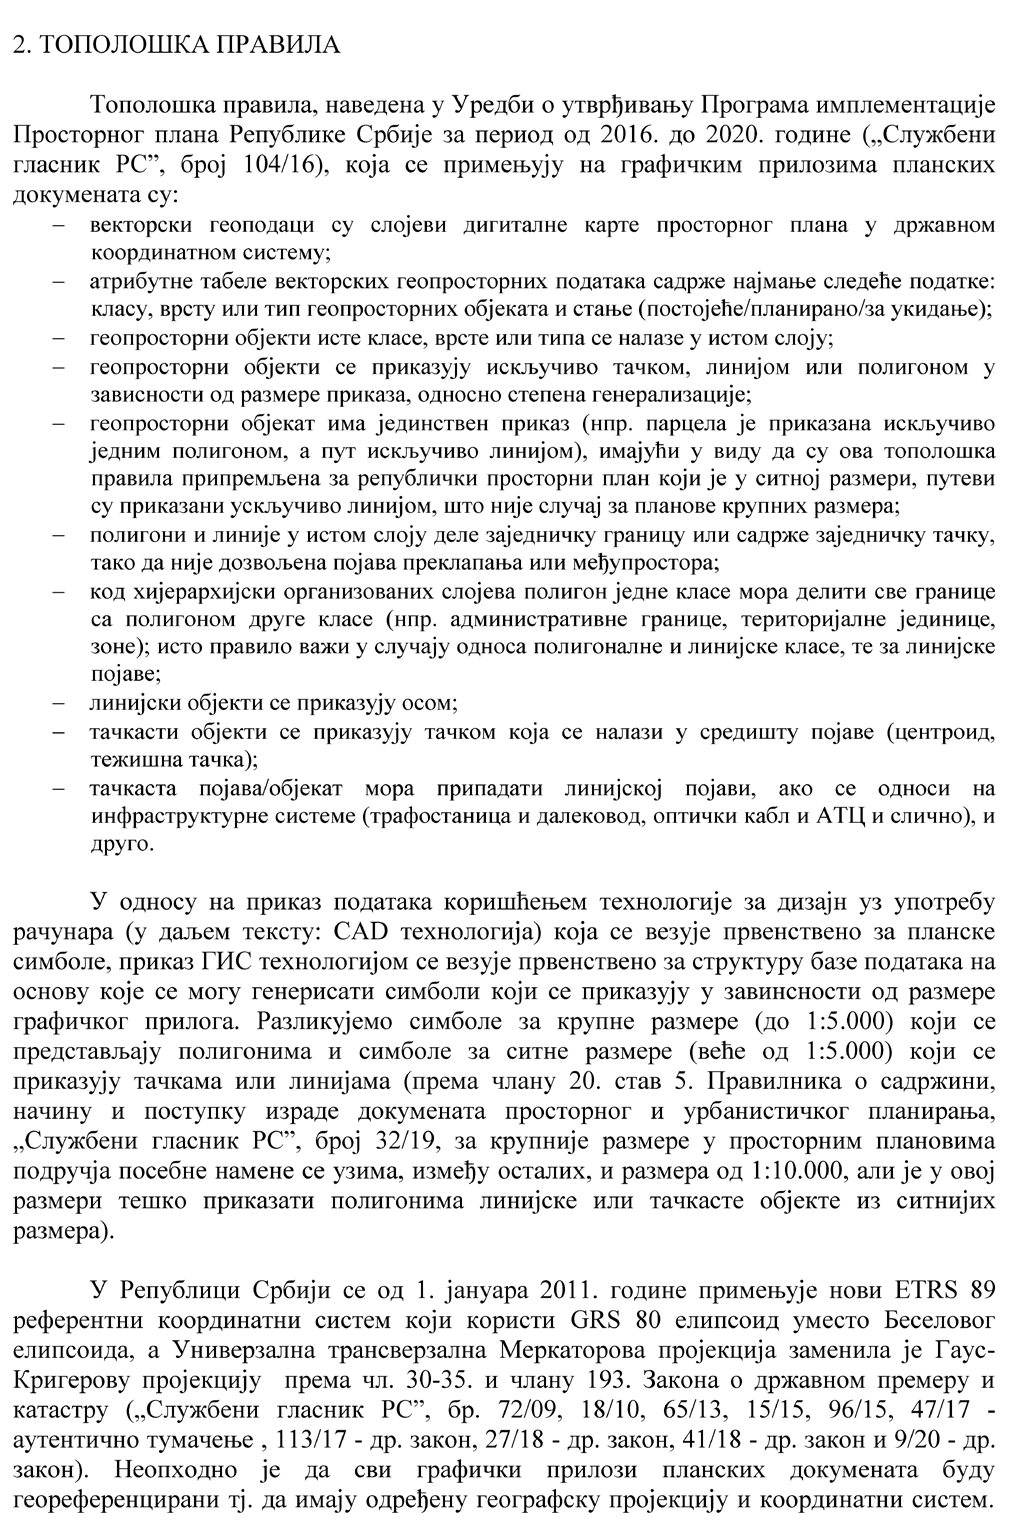 2. ТОПОЛОШКА ПРАВИЛА
Тополошка правила, наведена у Уредби о утврђивању Програма имплементације
Просторног плана Републике Србије за период од 2016. до 2020. године („Службени
гласник РС”, број 104/16), која се примењују на графичким прилозима планских
докумената су:
– векторски геоподаци су слојеви дигиталне карте просторног плана у државном
координатном систему;
– атрибутне табеле векторских геопросторних података садрже најмање следеће податке:
класу, врсту или тип геопросторних објеката и стање (постојеће/планирано/за укидање);
– геопросторни објекти исте класе, врсте или типа се налазе у истом слоју;
– геопросторни објекти се приказују искључиво тачком, линијом или полигоном у
зависности од размере приказа, односно степена генерализације;
– геопросторни објекат има јединствен приказ (нпр. парцела је приказана искључиво
једним полигоном, а пут искључиво линијом), имајући у виду да су ова тополошка
правила припремљена за републички просторни план који је у ситној размери, путеви
су приказани ускључиво линијом, што није случај за планове крупних размера;
– полигони и линије у истом слоју деле заједничку границу или садрже заједничку тачку,
тако да није дозвољена појава преклапања или међупростора;
– код хијерархијски организованих слојева полигон једне класе мора делити све границе
са полигоном друге класе (нпр. административне границе, територијалне јединице,
зоне); исто правило важи у случају односа полигоналне и линијске класе, те за линијске
појаве;
– линијски објекти се приказују осом;
– тачкасти објекти се приказују тачком која се налази у средишту појаве (центроид,
тежишна тачка);
– тачкаста појава/објекат мора припадати линијској појави, ако се односи на
инфраструктурне системе (трафостаница и далековод, оптички кабл и АТЦ и слично), и
друго.
У односу на приказ података коришћењем технологије за дизајн уз употребу
рачунара (у даљем тексту: CAD технологија) која се везује првенствено за планске
симболе, приказ ГИС технологијом се везује првенствено за структуру базе података на
основу које се могу генерисати симболи који се приказују у завинсности од размере
графичког прилога. Разликујемо симболе за крупне размере (до 1:5.000) који се
представљају полигонима и симболе за ситне размере (веће од 1:5.000) који се
приказују тачкама или линијама (према члану 20. став 5. Правилника о садржини,
начину и поступку израде докумената просторног и урбанистичког планирања,
„Службени гласник РС”, број 32/19, за крупније размере у просторним плановима
подручја посебне намене се узима, између осталих, и размера од 1:10.000, али је у овој
размери тешко приказати полигонима линијске или тачкасте објекте из ситнијих
размера).
У Републици Србији се од 1. јануара 2011. године примењује нови ETRS 89
референтни координатни систем који користи GRS 80 елипсоид уместо Беселовог
елипсоида, а Универзална трансверзална Меркаторова пројекција заменила је Гаус-
Кригерову пројекцију према чл. 30-35. и члану 193. Закона о државном премеру и
катастру („Службени гласник РС”, бр. 72/09, 18/10, 65/13, 15/15, 96/15, 47/17 -
аутентично тумачење , 113/17 - др. закон, 27/18 - др. закон, 41/18 - др. закон и 9/20 - др.
закон). Неопходно је да сви графички прилози планских докумената буду
геореференцирани тј. да имају одређену географску пројекцију и координатни систем.